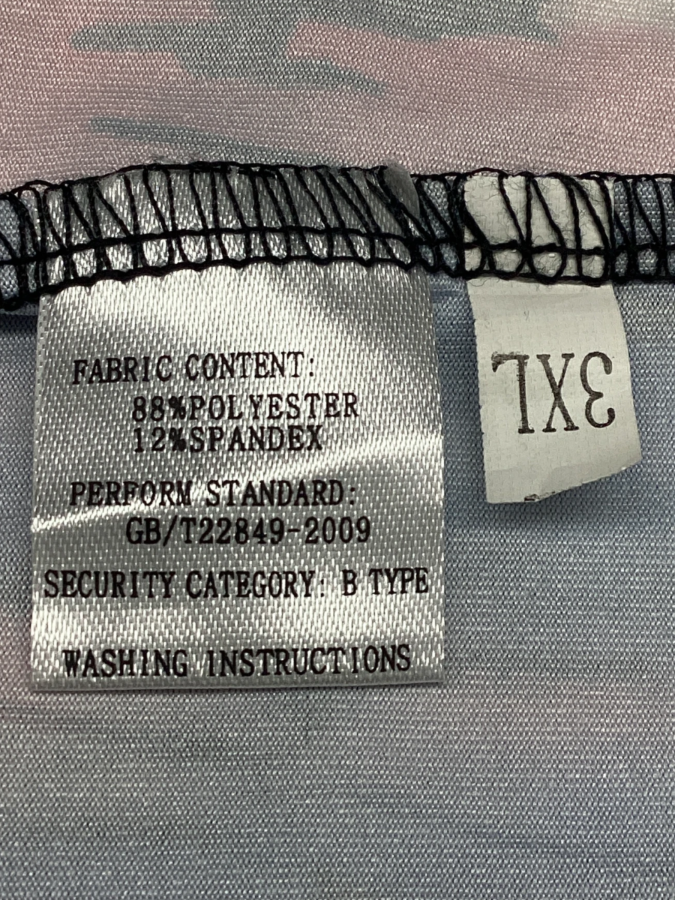 FABRIC CONTENT:
88%POLYESTER
12%SPANDEX
PERFORM STANDARD:
GB/T22849-2009
SECURITY CATEGORY: B TYPE
WASHING INSTRUCTIONS
3XL